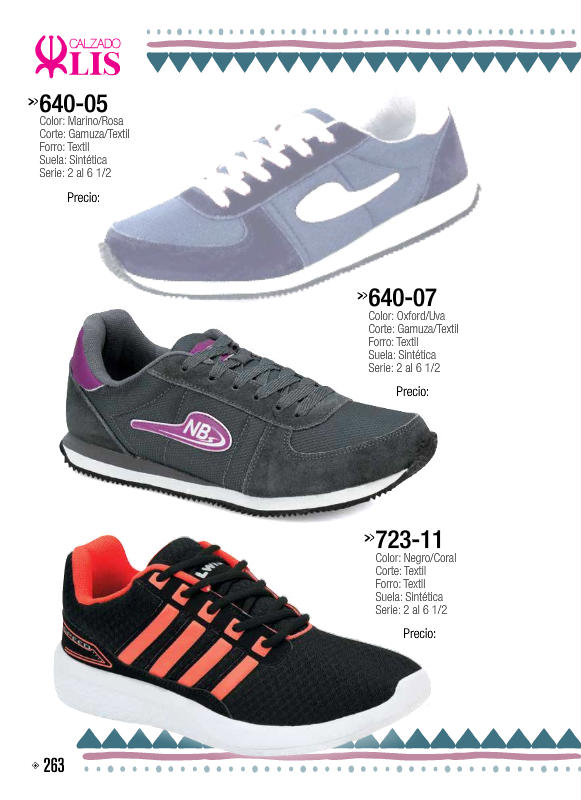 CALZADO
LIS
640-05
Color: Marino/Rosa
Corte: Gamuza/Textil
Forro: Textil
Suela: Sintética
Serie: 2 al 6 1/2
Precio:
640-07
Color: Oxford/Uva
Corte: Gamuza/Textil
Forro: Textil
Suela: Sintética
Serie: 2 al 6 1/2
Precio:
NBs
723-11
Color: Negro/Coral
Corte: Textil
Forro: Textil
Suela: Sintética
Serie: 2 al 6 1/2
Precio:
263